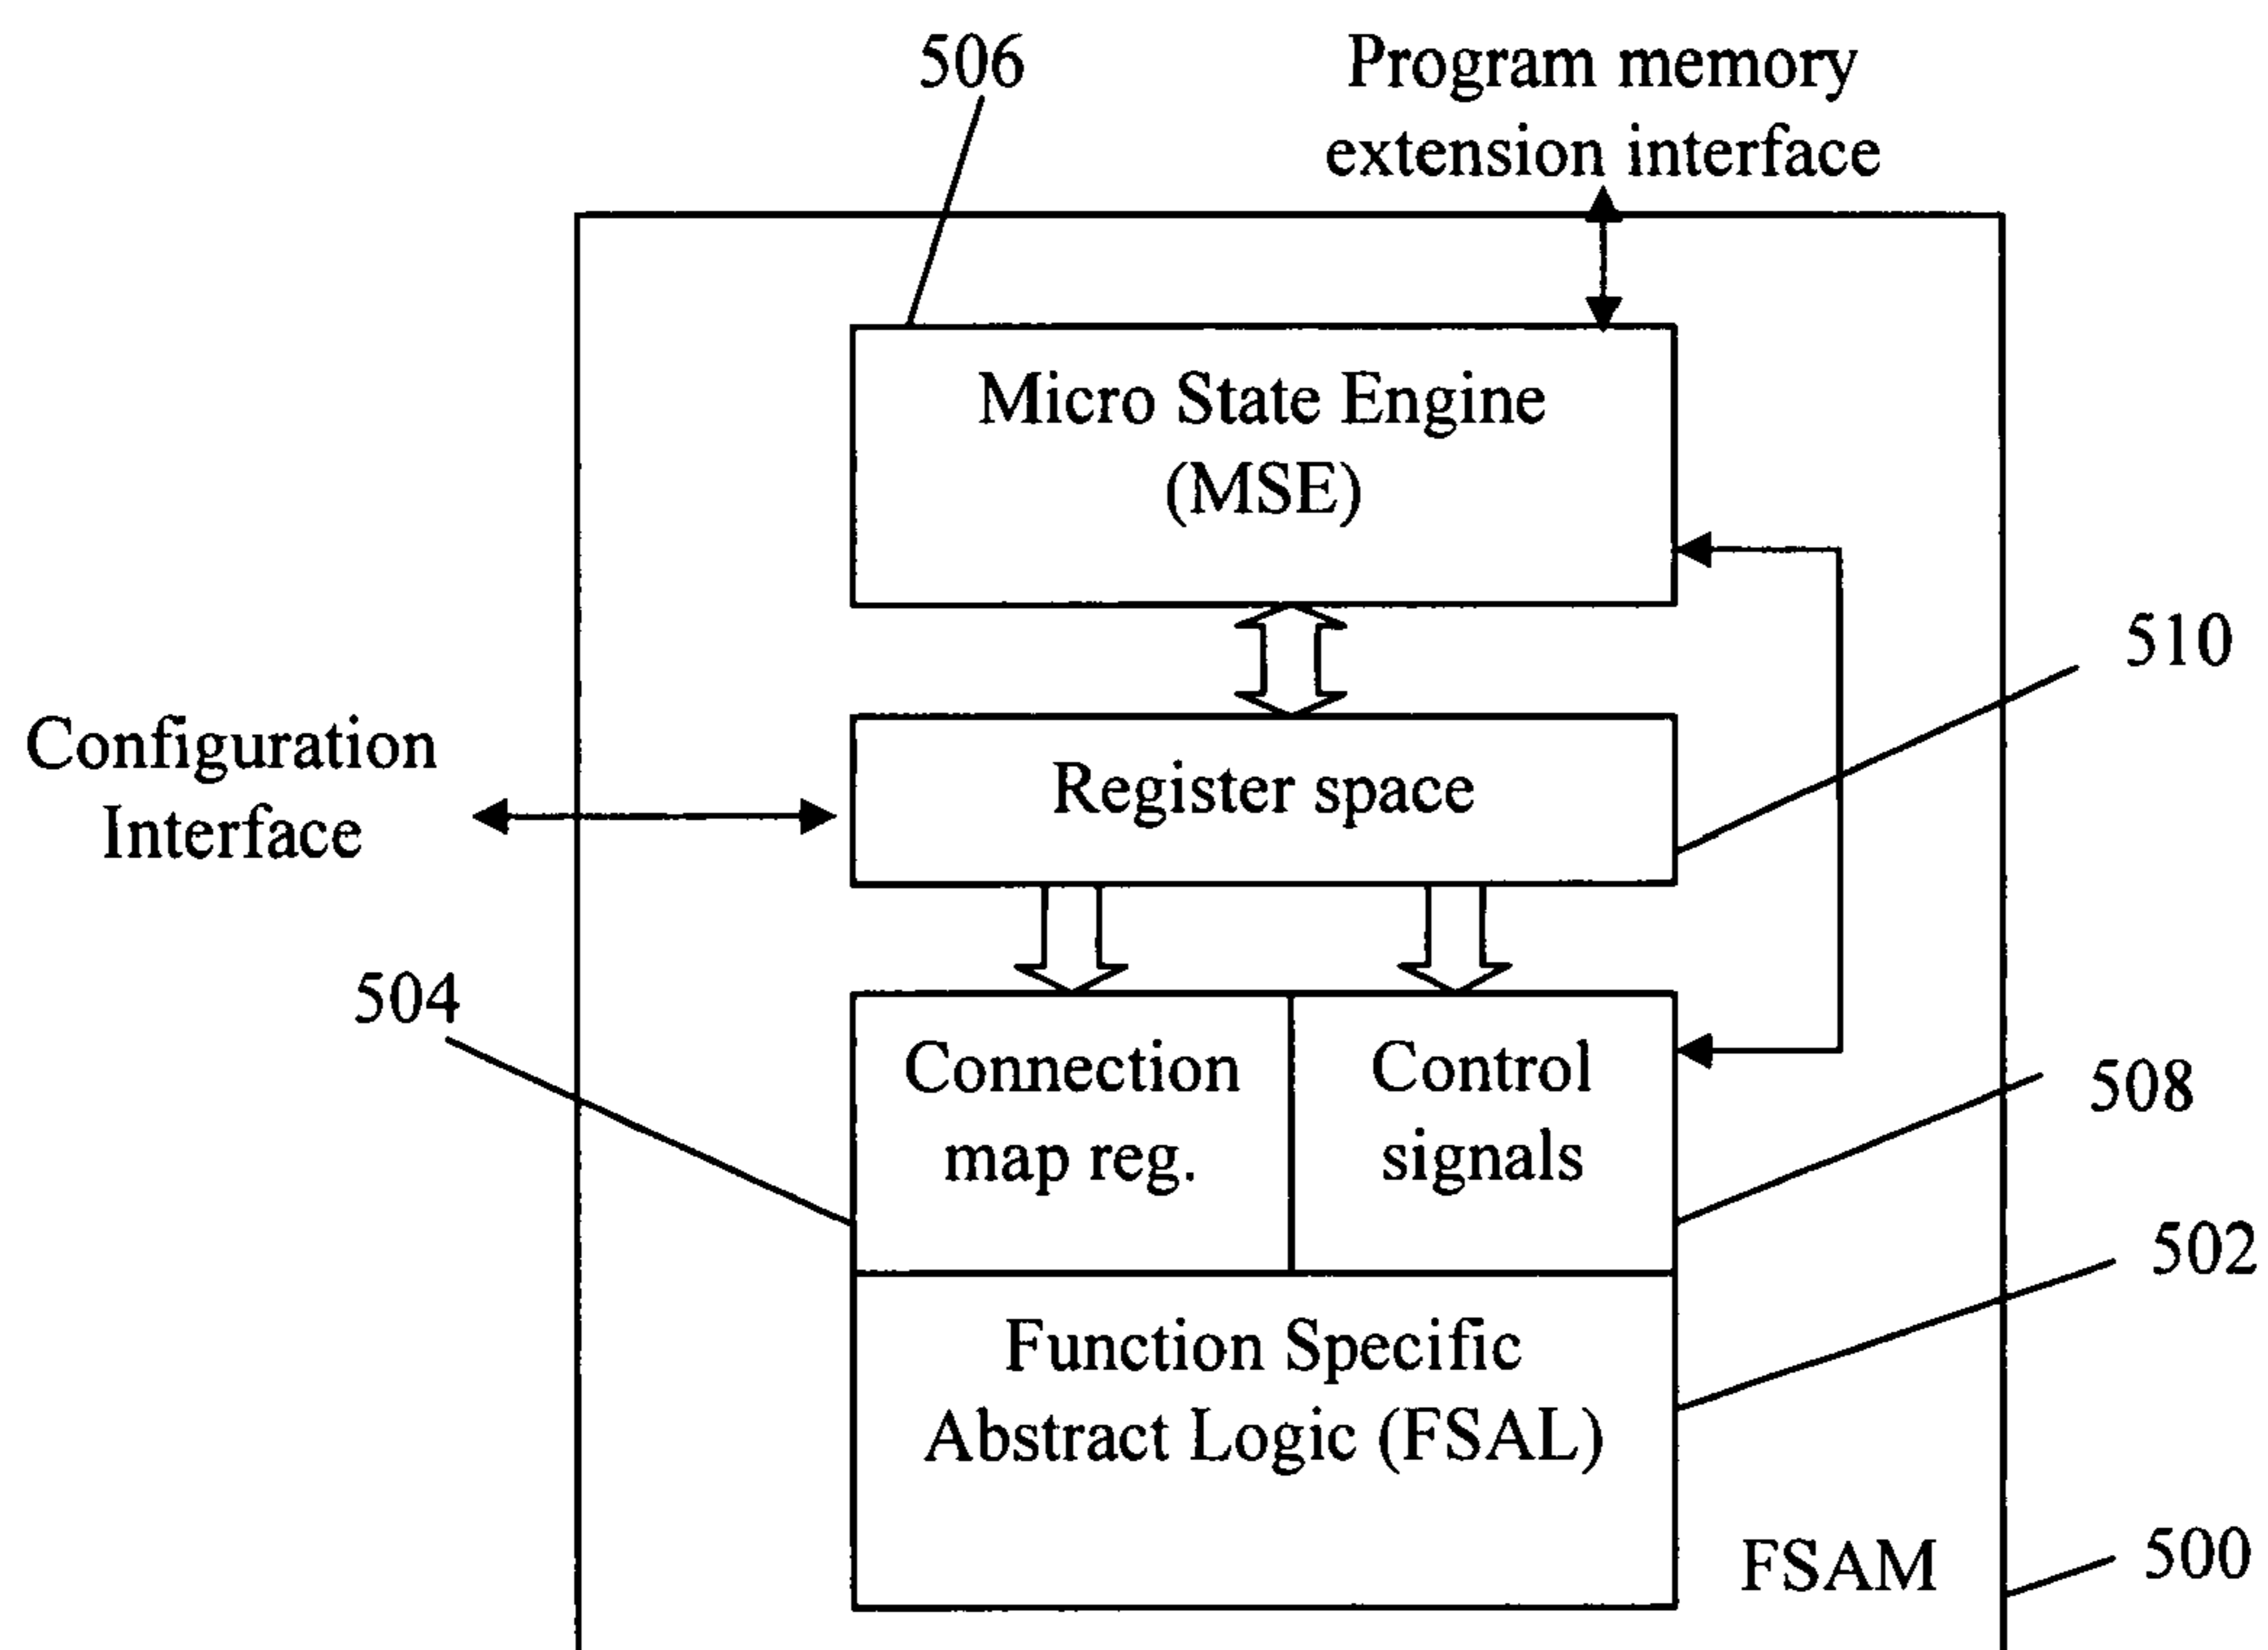 506
Program memory
extension interface
Micro State Engine
(MSE)
510
Configuration
Interface
Register space
504
Connection
map reg.
Control
signals
508
502
Function Specific
Abstract Logic (FSAL)
FSAM
500